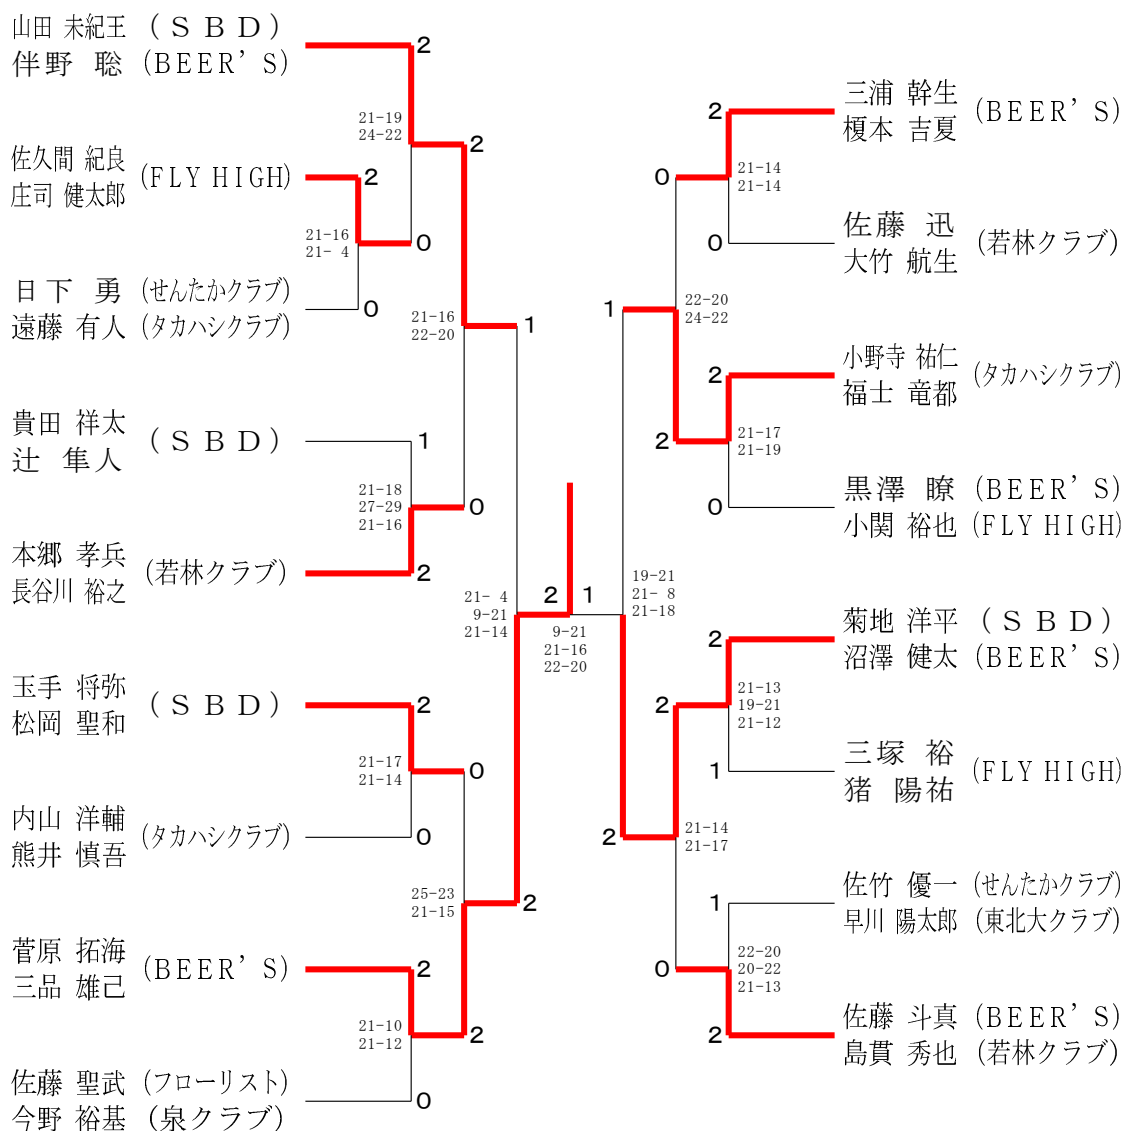 山田 未紀王 (ＳＢＤ)
伴野 聡 (BEER'S)
2
21-19
24-22
佐久間 紀良
庄司 健太郎
(FLY HIGH)
2
2
21-16
21- 4
0
日下 勇 (せんたかクラブ)
遠藤 有人 (タカハシクラブ)
0
21-16
22-20
1
貴田 祥太
辻 隼人
(ＳＢＤ)
1
21-18
27-29
21-16
0
本郷 孝兵
長谷川 裕之
(若林クラブ)
2
21- 4
9-21
21-14
玉手 将弥
松岡 聖和
(ＳＢＤ)
2
21-17
21-14
0
内山 洋輔
熊井 慎吾
(タカハシクラブ)
0
25-23
21-15
2
菅原 拓海
三品 雄己
(BEER'S)
2
21-10
21-12
2
佐藤 聖武 (フローリスト)
今野 裕基 (泉クラブ)
0
2 1
9-21
21-16
22-20
2
三浦 幹生
榎本 吉夏
(BEER'S)
0
21-14
21-14
0
佐藤 迅
大竹 航生
(若林クラブ)
1
22-20
24-22
2
小野寺 祐仁
福士 竜都
(タカハシクラブ)
2
21-17
21-19
0
黒澤 瞭 (BEER'S)
小関 裕也 (FLY HIGH)
19-21
21- 8
21-18
2
菊地 洋平 (ＳＢＤ)
沼澤 健太 (BEER'S)
2
21-13
19-21
21-12
1
三塚 裕
猪 陽祐
(FLY HIGH)
2
21-14
21-17
1
佐竹 優一 (せんたかクラブ)
早川 陽太郎 (東北大クラブ)
0
22-20
20-22
21-13
2
佐藤 斗真 (BEER'S)
島貫 秀也 (若林クラブ)